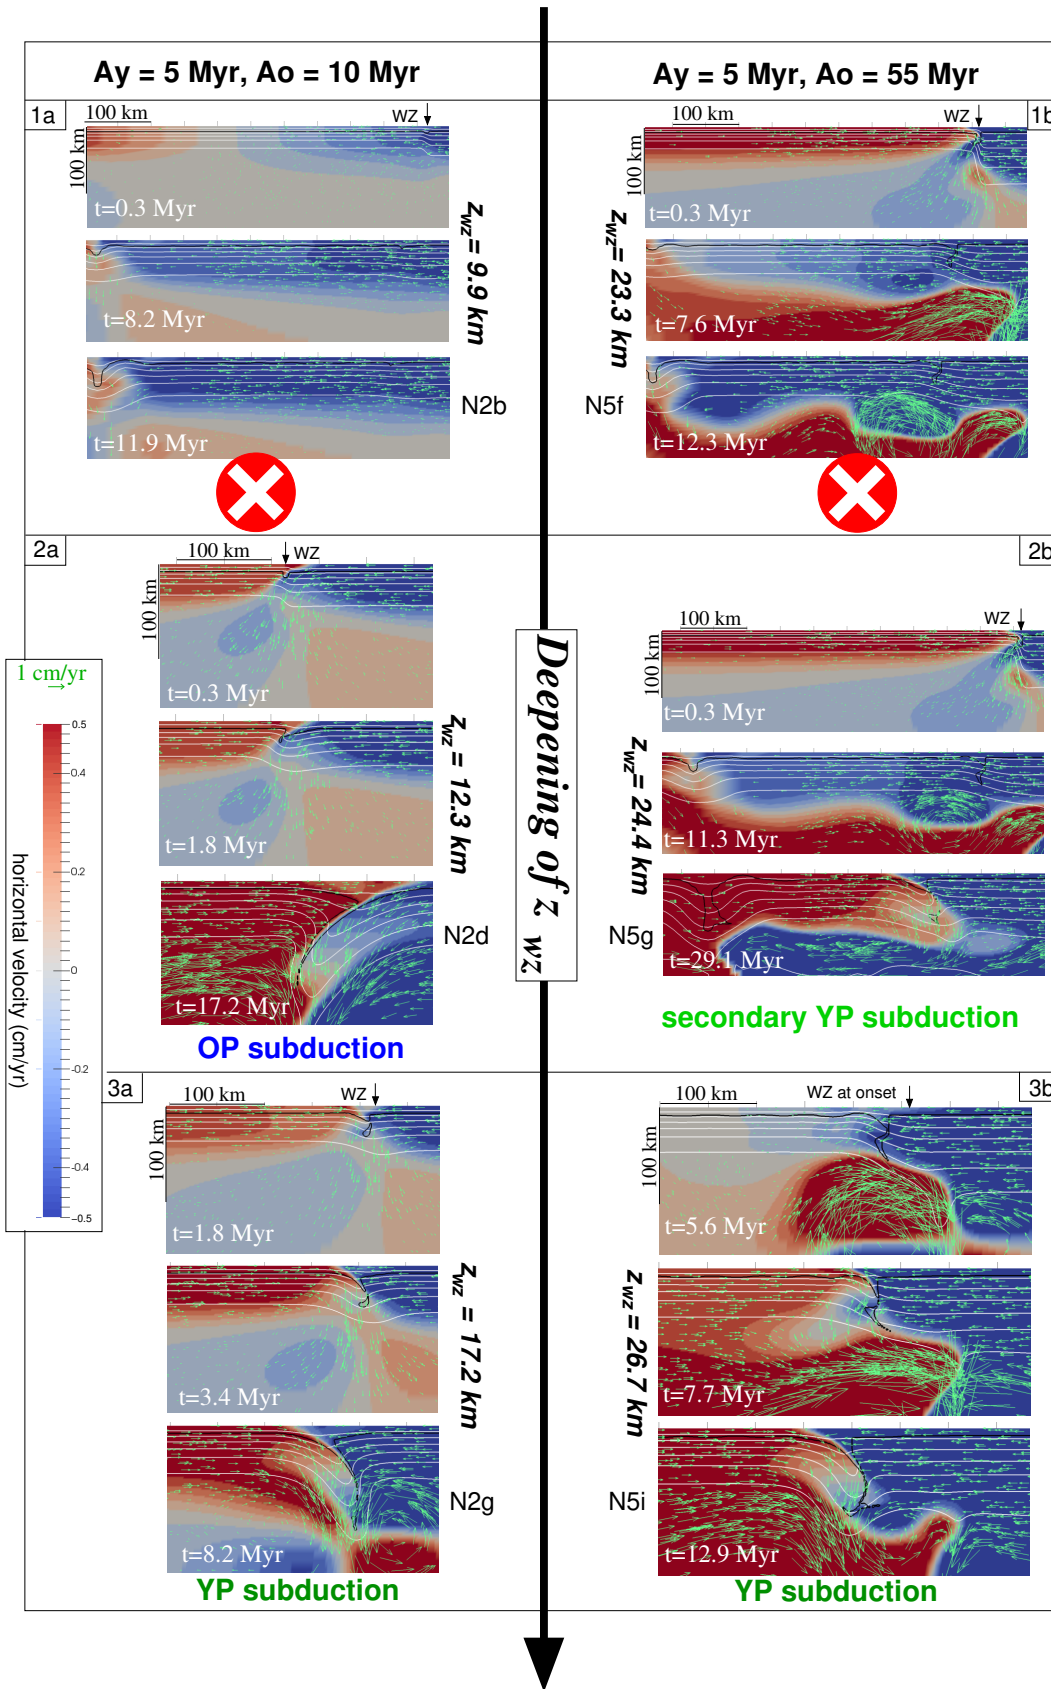 Ay = 5 Myr, Ao = 10 Myr
Ay = 5 Myr, Ao = 55 Myr
1a
100 km
WZ
100 km
t=0.3 Myr
t=8.2 Myr
t=11.9 Myr
z_wz = 9.9 km
N2b
1b
100 km
WZ
100 km
t=0.3 Myr
t=7.6 Myr
t=12.3 Myr
z_wz = 23.3 km
N5f
2a
100 km
WZ
100 km
t=0.3 Myr
t=1.8 Myr
t=17.2 Myr
z_wz = 12.3 km
N2d
OP subduction
Deepening of z_wz
2b
100 km
WZ
100 km
t=0.3 Myr
t=11.3 Myr
t=29.1 Myr
z_wz = 24.4 km
N5g
secondary YP subduction
1 cm/yr
0.5
0.4
0.2
0
-0.2
-0.4
-0.5
horizontal velocity (cm/yr)
3a
100 km
WZ
100 km
t=1.8 Myr
t=3.4 Myr
t=8.2 Myr
z_wz = 17.2 km
N2g
YP subduction
3b
100 km
WZ at onset
100 km
t=5.6 Myr
t=7.7 Myr
t=12.9 Myr
z_wz = 26.7 km
N5i
YP subduction